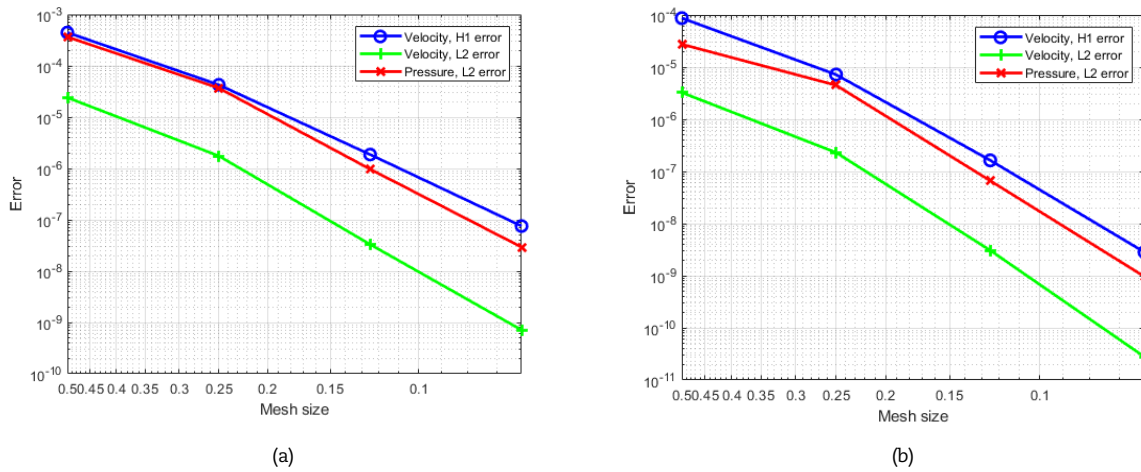 10^-3
10^-4
10^-5
10^-6
10^-7
10^-8
10^-9
10^-10
Error
Velocity, H1 error
Velocity, L2 error
Pressure, L2 error
0.50.45 0.4 0.35 0.3 0.25 0.2 0.15 0.1
Mesh size
(a)
10^-4
10^-5
10^-6
10^-7
10^-8
10^-9
10^-10
10^-11
Error
Velocity, H1 error
Velocity, L2 error
Pressure, L2 error
0.50.45 0.4 0.35 0.3 0.25 0.2 0.15 0.1
Mesh size
(b)